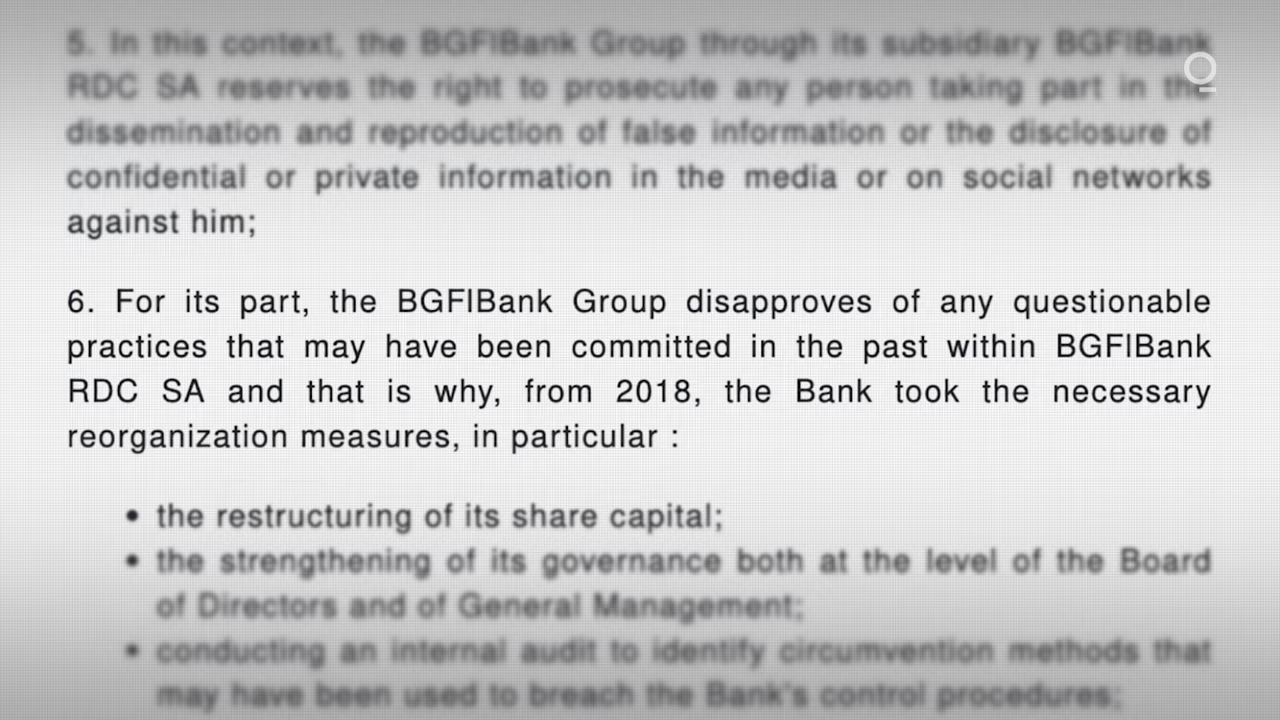 5. In this context, the BGFIBank Group through its subsidiary BGFIBank
RDC SA reserves the right to prosecute any person taking part in the
dissemination and reproduction of false information or the disclosure of
confidential or private information in the media or on social networks
against him;
6. For its part, the BGFIBank Group disapproves of any questionable
practices that may have been committed in the past within BGFIBank
RDC SA and that is why, from 2018, the Bank took the necessary
reorganization measures, in particular :
• the restructuring of its share capital;
• the strengthening of its governance both at the level of the Board
of Directors and of General Management;
• conducting an internal audit to identify circumvention methods that
may have been used to breach the Bank's control procedures;